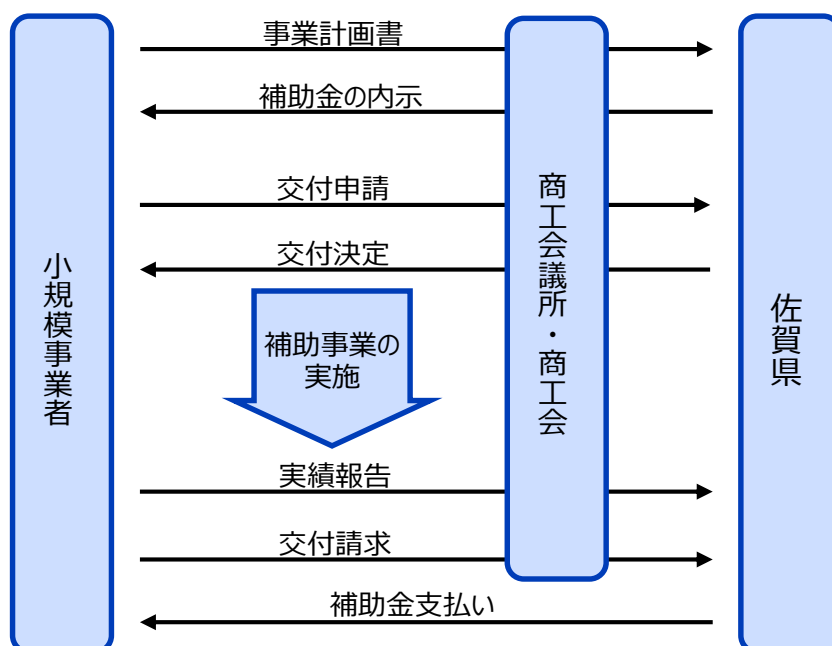 事業計画書
補助金の内示
交付申請
交付決定
小規模事業者
補助事業の
実施
商工会議所・商工会
佐賀県
実績報告
交付請求
補助金支払い